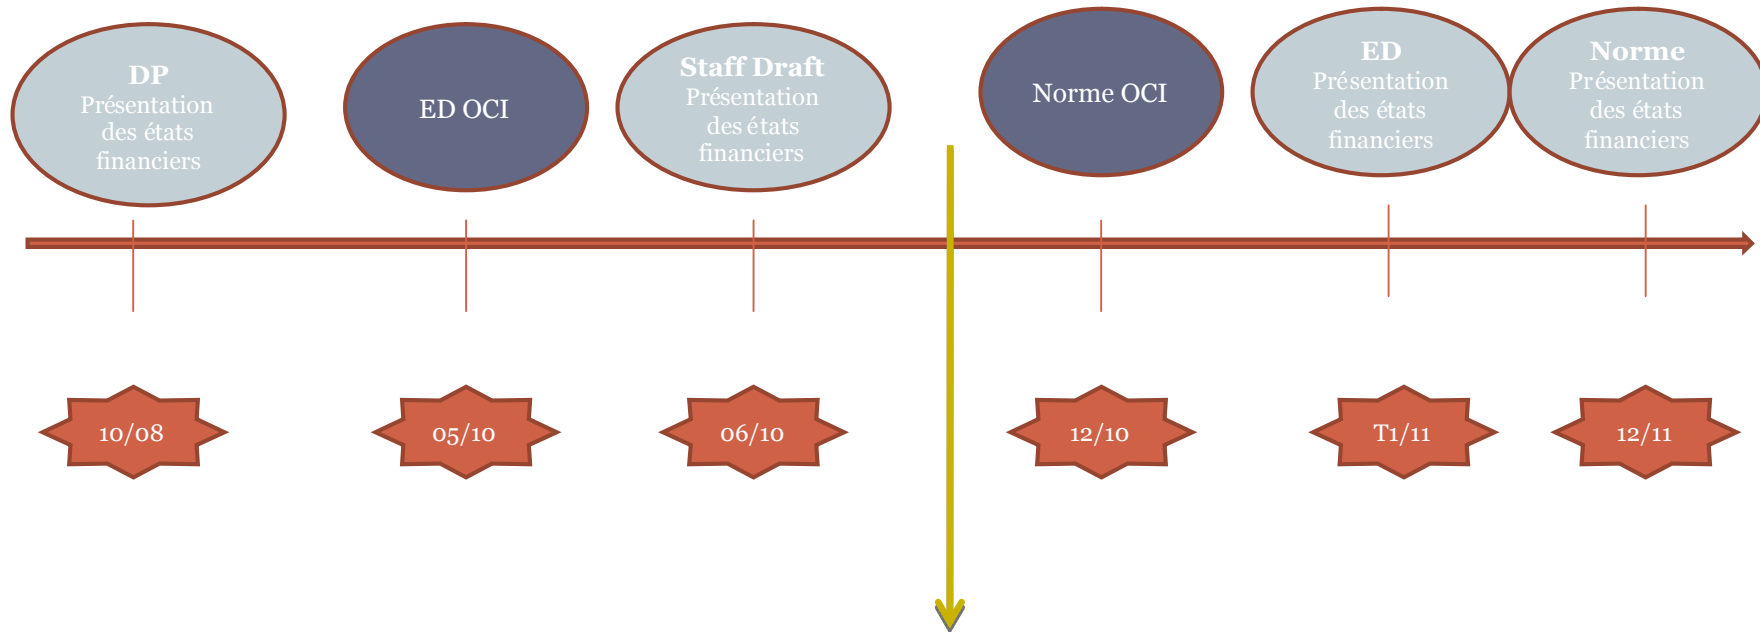 DP
Présentation
des états
financiers
ED OCI
Staff Draft
Présentation
des états
financiers
Norme OCI
ED
Présentation
des états
financiers
Norme
Présentation
des états
financiers
10/08
05/10
06/10
12/10
T1/11
12/11